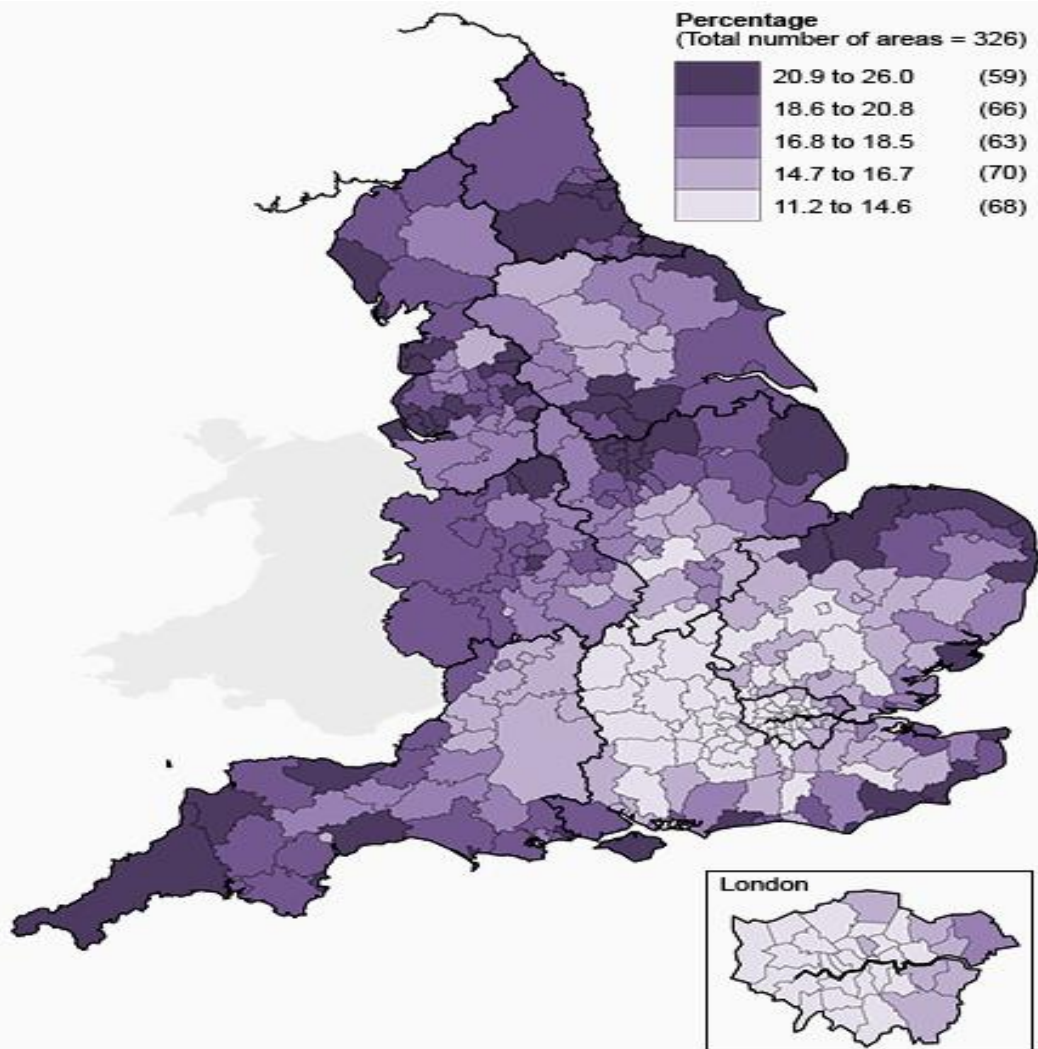 Percentage
(Total number of areas = 326)
20.9 to 26.0 (59)
18.6 to 20.8 (66)
16.8 to 18.5 (63)
14.7 to 16.7 (70)
11.2 to 14.6 (68)
London